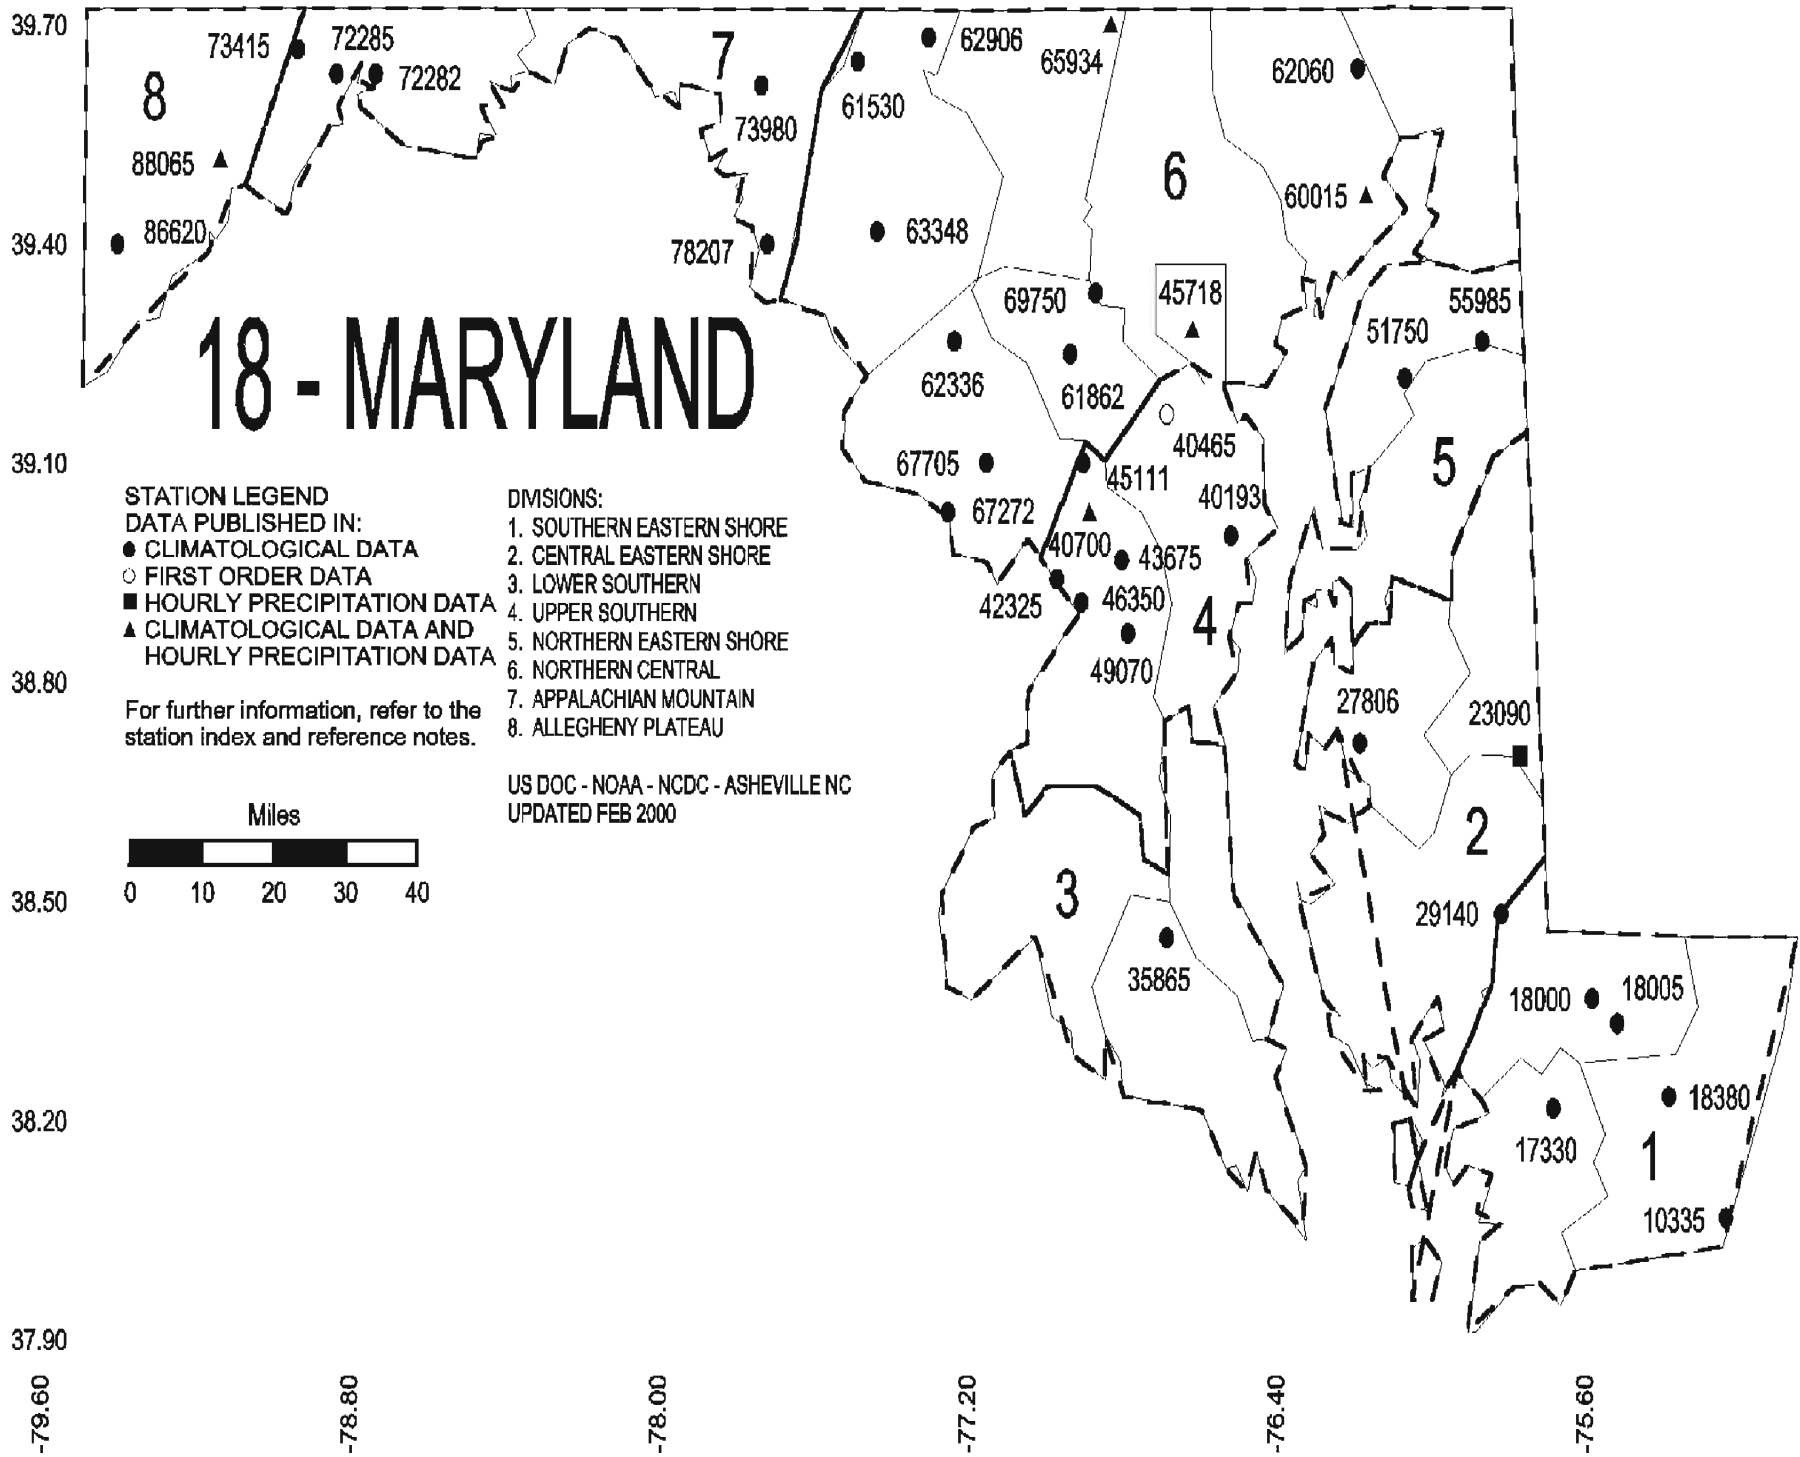 39.70
39.40
39.10
38.80
38.50
38.20
37.90
-79.60
-78.80
-78.00
-77.20
-76.40
-75.60
73415
72285
72282
8
88065
86620
7
73980
78207
61530
62906
65934
62060
6
60015
63348
69750
45718
55985
51750
62336
61862
40465
5
67705
45111
40193
67272
40700
43675
42325
46350
4
49070
27806
23090
2
3
29140
35865
18000
18005
18380
17330
1
10335
18 - MARYLAND
STATION LEGEND
DATA PUBLISHED IN:
CLIMATOLOGICAL DATA
FIRST ORDER DATA
HOURLY PRECIPITATION DATA
CLIMATOLOGICAL DATA AND
HOURLY PRECIPITATION DATA
For further information, refer to the
station index and reference notes.
DIVISIONS:
1. SOUTHERN EASTERN SHORE
2. CENTRAL EASTERN SHORE
3. LOWER SOUTHERN
4. UPPER SOUTHERN
5. NORTHERN EASTERN SHORE
6. NORTHERN CENTRAL
7. APPALACHIAN MOUNTAIN
8. ALLEGHENY PLATEAU
US DOC - NOAA - NCDC - ASHEVILLE NC
UPDATED FEB 2000
Miles
0 10 20 30 40